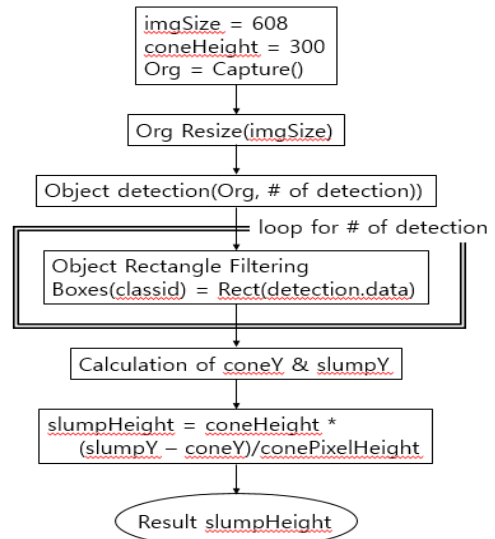 imgSize = 608
coneHeight = 300
Org = Capture()
Org Resize(imgSize)
Object detection(Org, # of detection))
loop for # of detection
Object Rectangle Filtering
Boxes(classid) = Rect(detection.data)
Calculation of coneY & slumpY
slumpHeight = coneHeight *
(slumpY – coneY)/conePixelHeight
Result slumpHeight